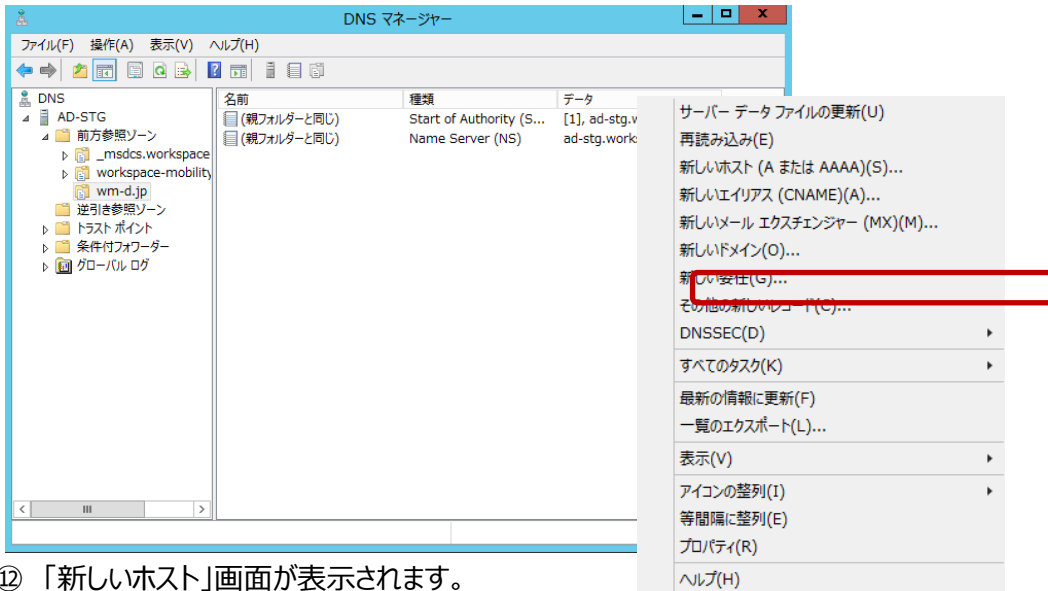 DNS マネージャー
ファイル(F) 操作(A) 表示(V) ヘルプ(H)
DNS
AD-STG
前方参照ゾーン
_msdcs.workspace
workspace-mobility
wm-d.jp
逆引き参照ゾーン
トラスト ポイント
条件付フォワーダー
グローバル ログ
名前 種類 データ
(親フォルダーと同じ) Start of Authority (S... [1], ad-stg.w
(親フォルダーと同じ) Name Server (NS) ad-stg.works
サーバー データ ファイルの更新(U)
再読み込み(E)
新しいホスト (A または AAAA)(S)...
新しいエイリアス (CNAME)(A)...
新しいメール エクスチェンジャー (MX)(M)...
新しいドメイン(O)...
新しい委任(G)...
その他の新しいレコード(C)...
DNSSEC(D)
すべてのタスク(K)
最新の情報に更新(F)
一覧のエクスポート(L)...
表示(V)
アイコンの整列(I)
等間隔に整列(E)
プロパティ(R)
ヘルプ(H)
⑫ 「新しいホスト」画面が表示されます。